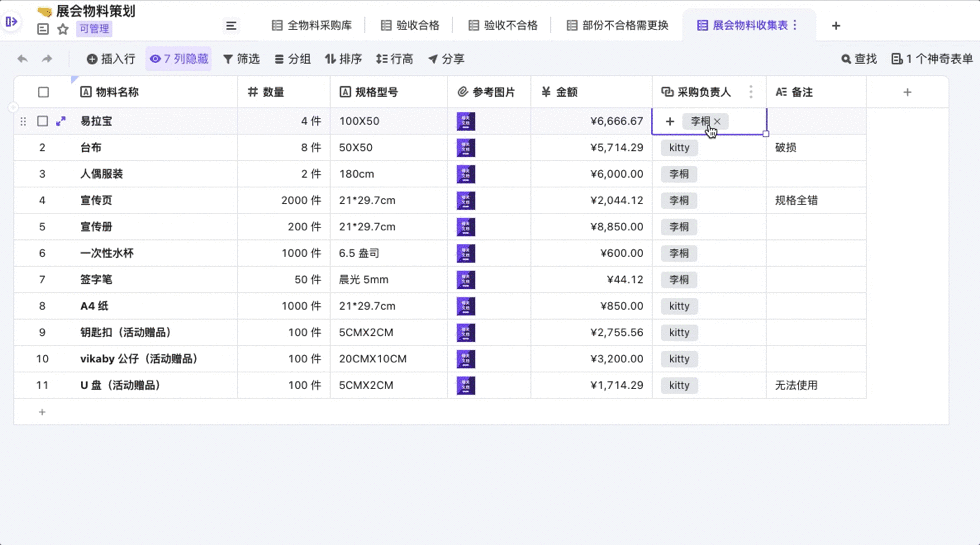 展会物料策划
可管理
全物料采购库 验收合格 验收不合格 部份不合格需更换 展会物料收集表
插入行 7 列隐藏 筛选 分组 排序 行高 分享 查找 1 个神奇表单
物料名称 数量 规格型号 参考图片 金额 采购负责人 备注
易拉宝 4 件 100X50 ¥6,666.67 李桐
2 台布 8 件 50X50 ¥5,714.29 kitty 破损
3 人偶服装 2 件 180cm ¥6,000.00 李桐
4 宣传页 2000 件 21*29.7cm ¥2,044.12 李桐 规格全错
5 宣传册 200 件 21*29.7cm ¥8,850.00 李桐
6 一次性水杯 1000 件 6.5 盎司 ¥600.00 李桐
7 签字笔 50 件 晨光 5mm ¥44.12 李桐
8 A4 纸 1000 件 21*29.7cm ¥850.00 kitty
9 钥匙扣（活动赠品） 100 件 5CMX2CM ¥2,755.56 kitty
10 vikaby 公仔（活动赠品） 100 件 20CMX10CM ¥3,200.00 kitty
11 U 盘（活动赠品） 100 件 5CMX2CM ¥1,714.29 kitty 无法使用